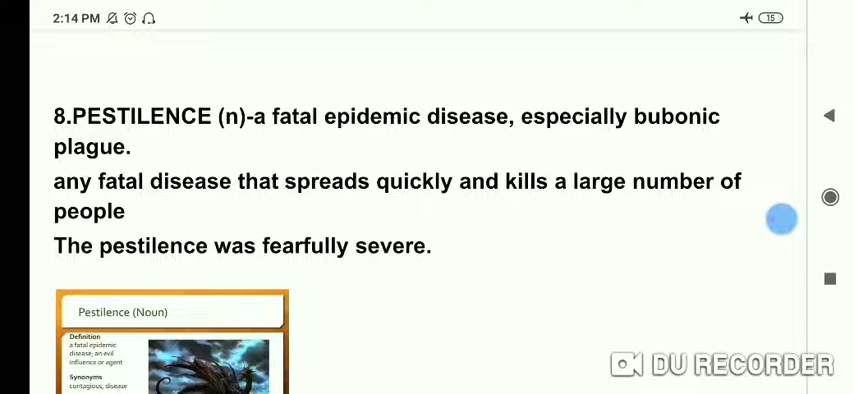 2:14 PM
15
8.PESTILENCE (n)-a fatal epidemic disease, especially bubonic
plague.
any fatal disease that spreads quickly and kills a large number of
people
The pestilence was fearfully severe.
Pestilence (Noun)
Definition
a fatal epidemic
disease; an evil
influence or agent
Synonyms
contagious, disease
DU RECORDER